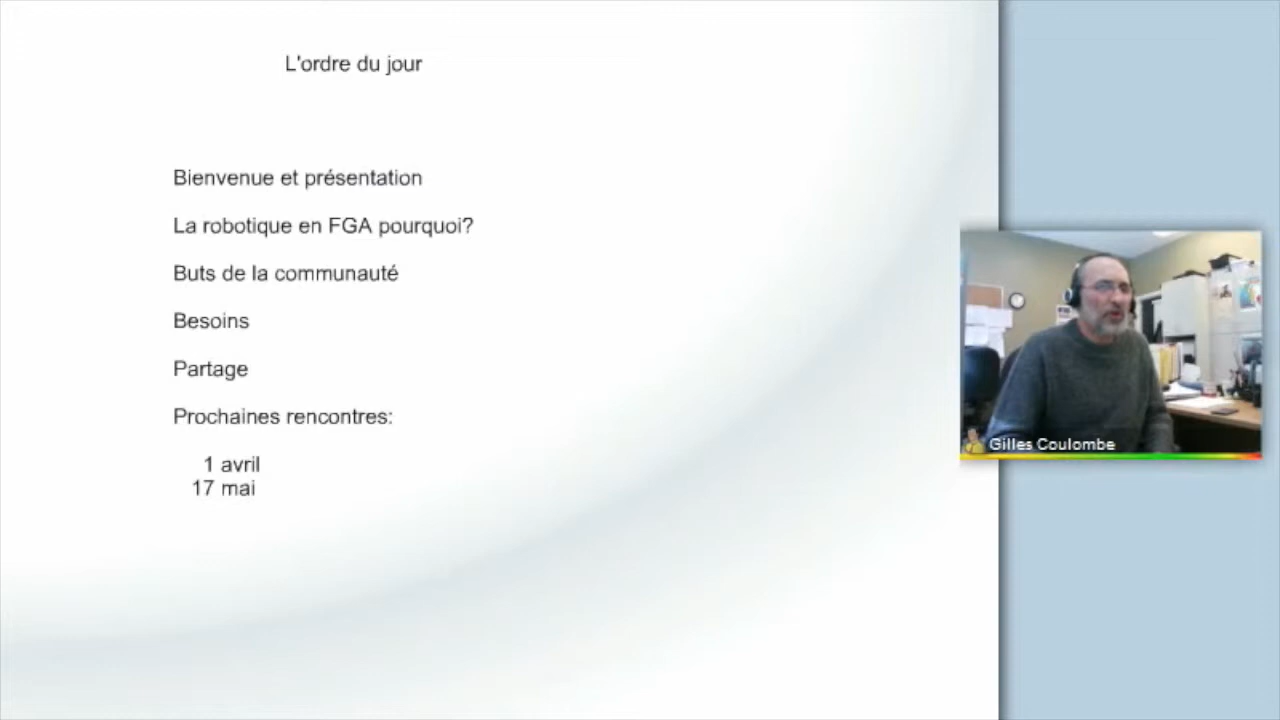 L'ordre du jour
Bienvenue et présentation
La robotique en FGA pourquoi?
Buts de la communauté
Besoins
Partage
Prochaines rencontres:
1 avril
17 mai
Gilles Coulombe